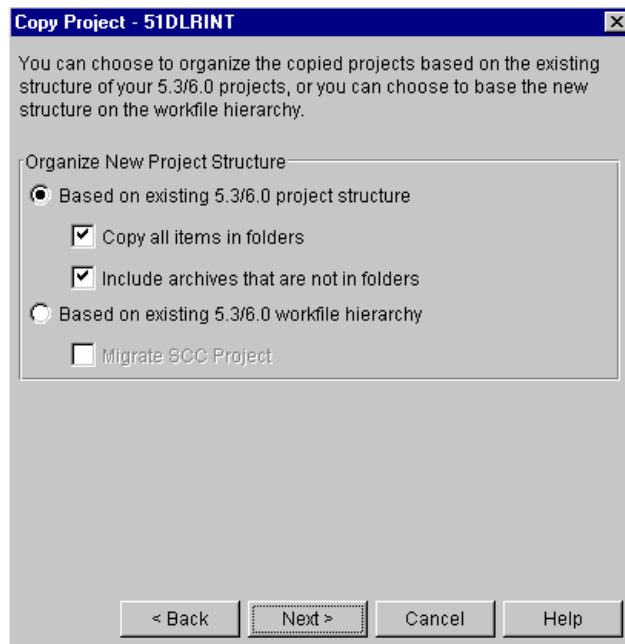 Copy Project - 51DLRINT
You can choose to organize the copied projects based on the existing
structure of your 5.3/6.0 projects, or you can choose to base the new
structure on the workfile hierarchy.
Organize New Project Structure
Based on existing 5.3/6.0 project structure
Copy all items in folders
Include archives that are not in folders
Based on existing 5.3/6.0 workfile hierarchy
Migrate SCC Project
< Back Next > Cancel Help